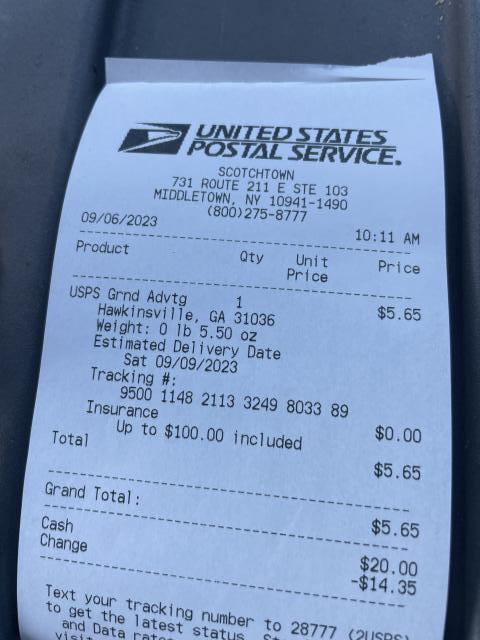 UNITED STATES
POSTAL SERVICE.
SCOTCHTOWN
731 ROUTE 211 E STE 103
MIDDLETOWN, NY 10941-1490
(800)275-8777
09/06/2023 10:11 AM
Product Qty Unit Price
Price
USPS Grnd Advtg 1 $5.65
Hawkinsville, GA 31036
Weight: 0 lb 5.50 oz
Estimated Delivery Date
Sat 09/09/2023
Tracking #:
9500 1148 2113 3249 8033 89
Insurance $0.00
Up to $100.00 included
Total $5.65
Grand Total: $5.65
Cash $20.00
Change -$14.35
Text your tracking number to 28777 (2USPS)
to get the latest status.
and Data rates
visit